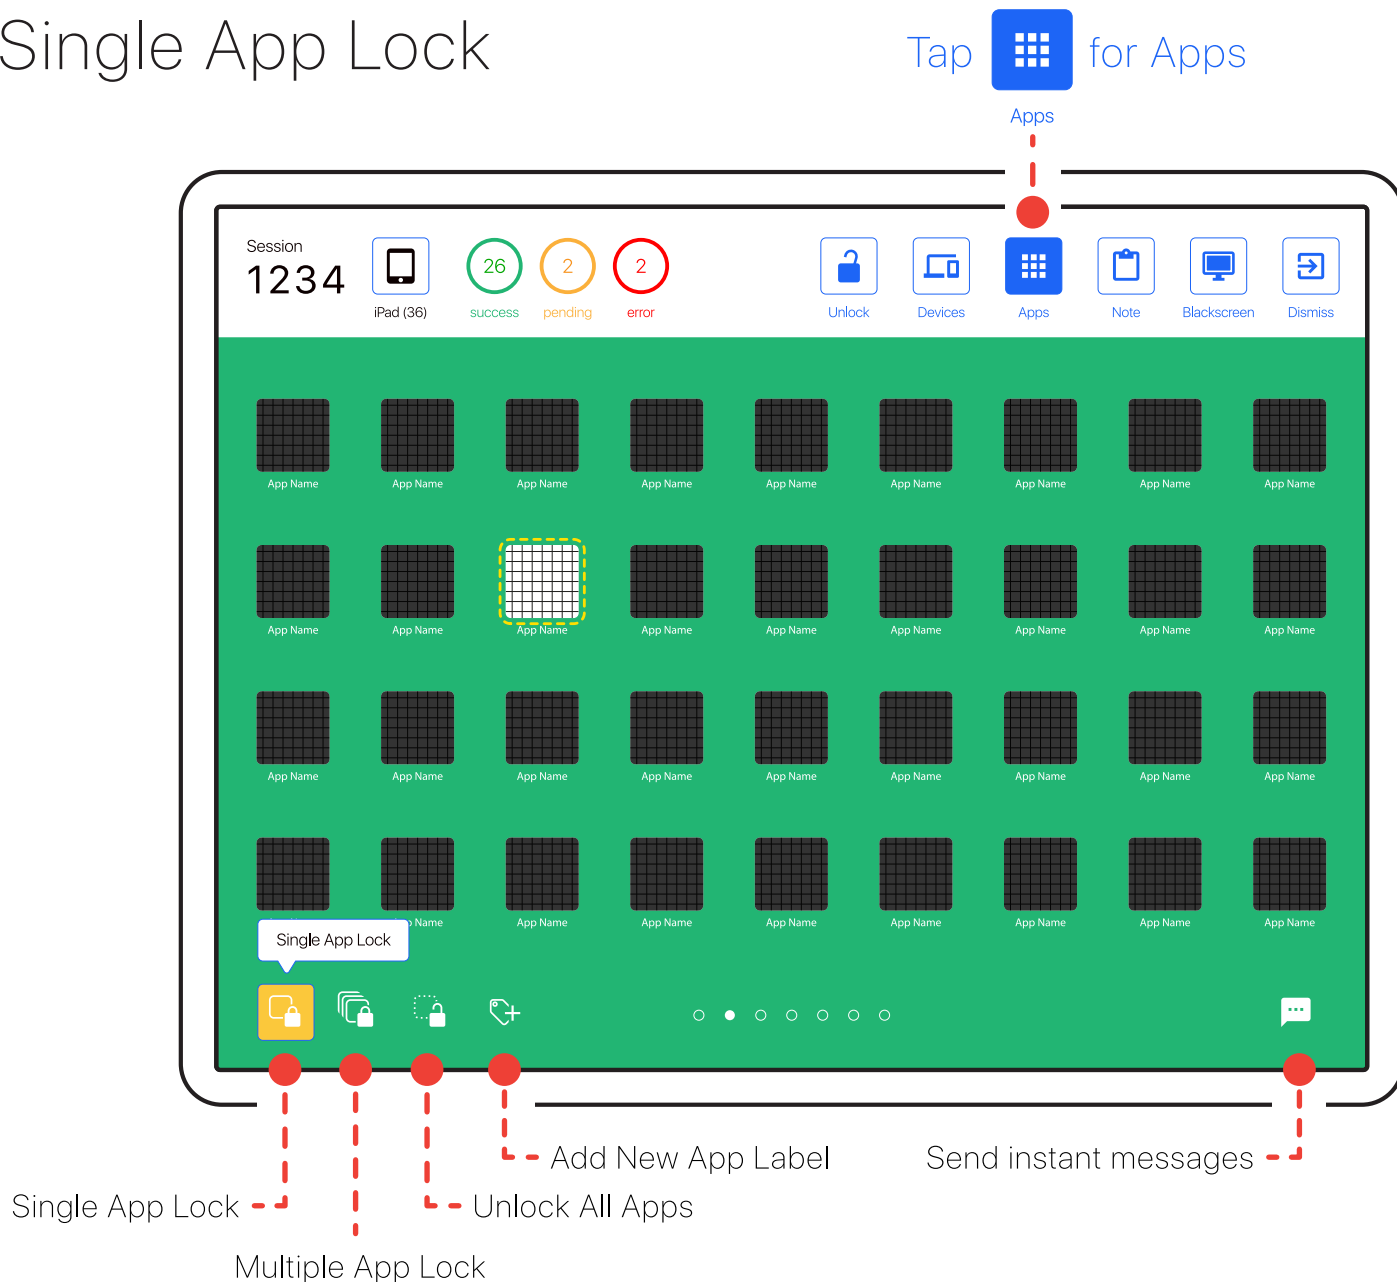 Single App Lock
Tap for Apps
Apps
Session
1234
iPad (36)
26
success
2
pending
2
error
Unlock
Devices
Apps
Note
Blackscreen
Dismiss
App Name App Name App Name App Name App Name App Name App Name App Name App Name
App Name App Name App Name App Name App Name App Name App Name App Name App Name
App Name App Name App Name App Name App Name App Name App Name App Name App Name
Name App Name App Name App Name App Name App Name App Name App Name
Single App Lock
Add New App Label
Send instant messages
Single App Lock
Unlock All Apps
Multiple App Lock